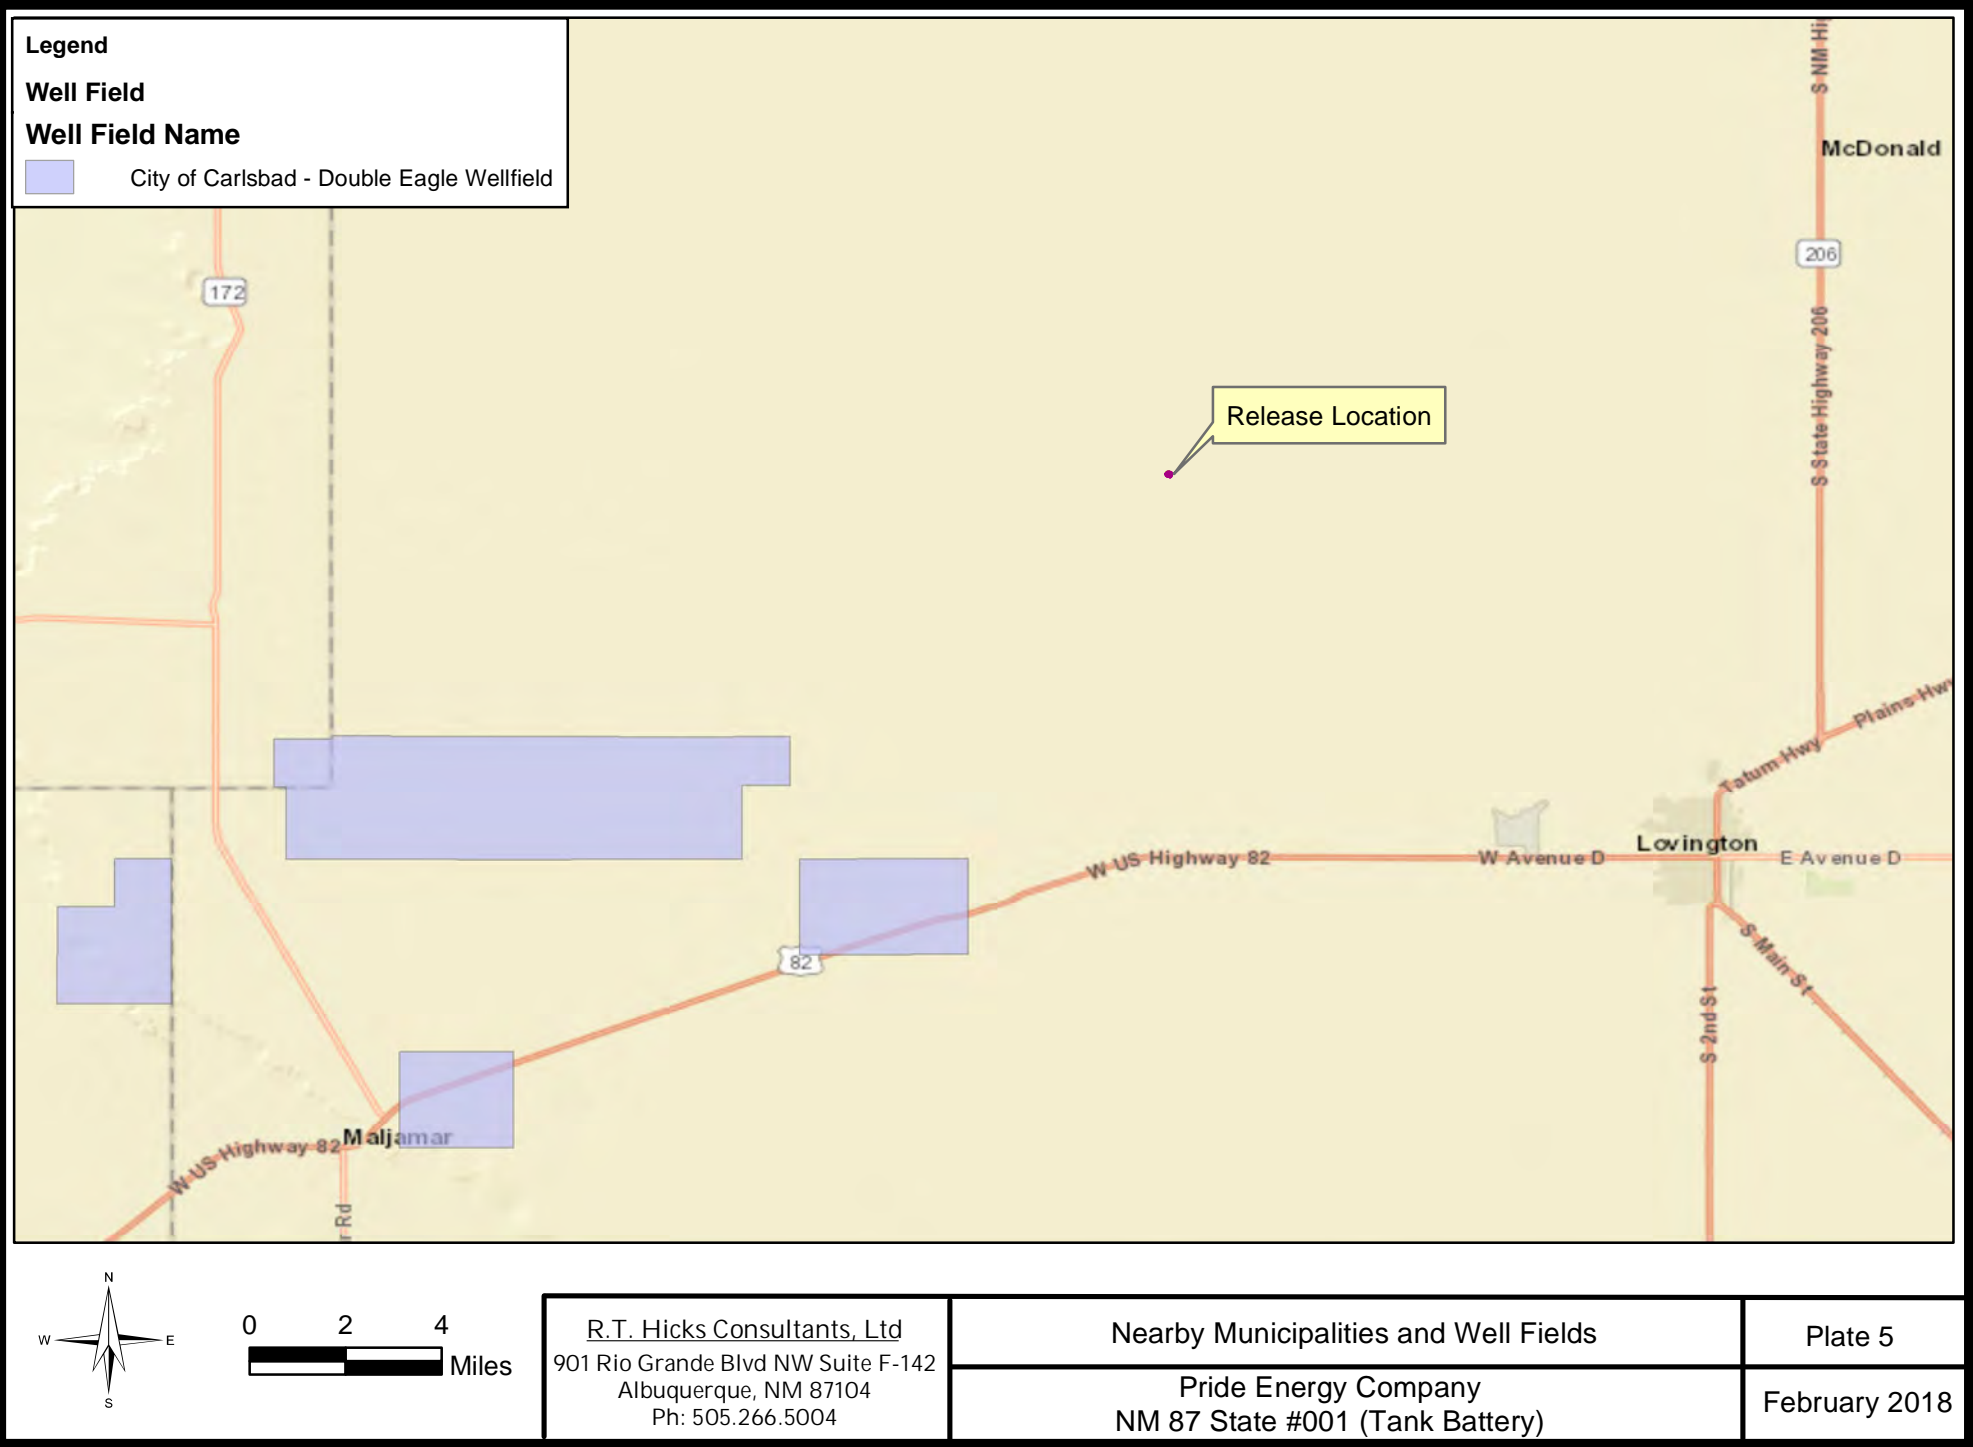 Legend
Well Field
Well Field Name
City of Carlsbad - Double Eagle Wellfield
S NM Hi
McDonald
206
172
S State Highway 206
Release Location
Plains Hw
Tatum Hwy
Lovington
W US Highway 82
W Avenue D
E Avenue D
82
S Main St
S 2nd St
Maljamar
W US Highway 82
r Rd
N
W
E
S
0 2 4
Miles
R.T. Hicks Consultants, Ltd
901 Rio Grande Blvd NW Suite F-142
Albuquerque, NM 87104
Ph: 505.266.5004
Nearby Municipalities and Well Fields
Plate 5
Pride Energy Company
NM 87 State #001 (Tank Battery)
February 2018